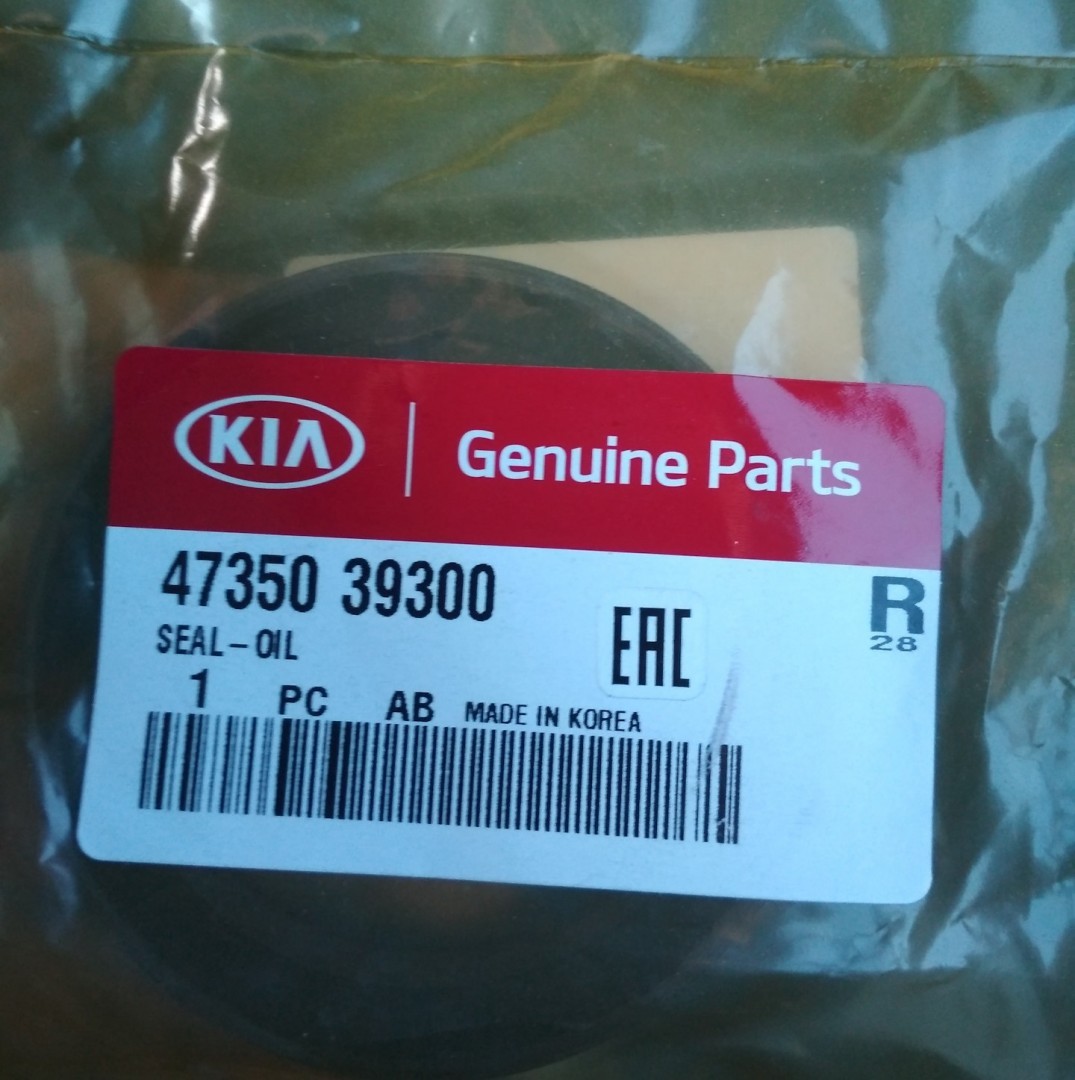 KIA Genuine Parts
47350 39300
R
28
SEAL-OIL
EAC
1 PC AB MADE IN KOREA